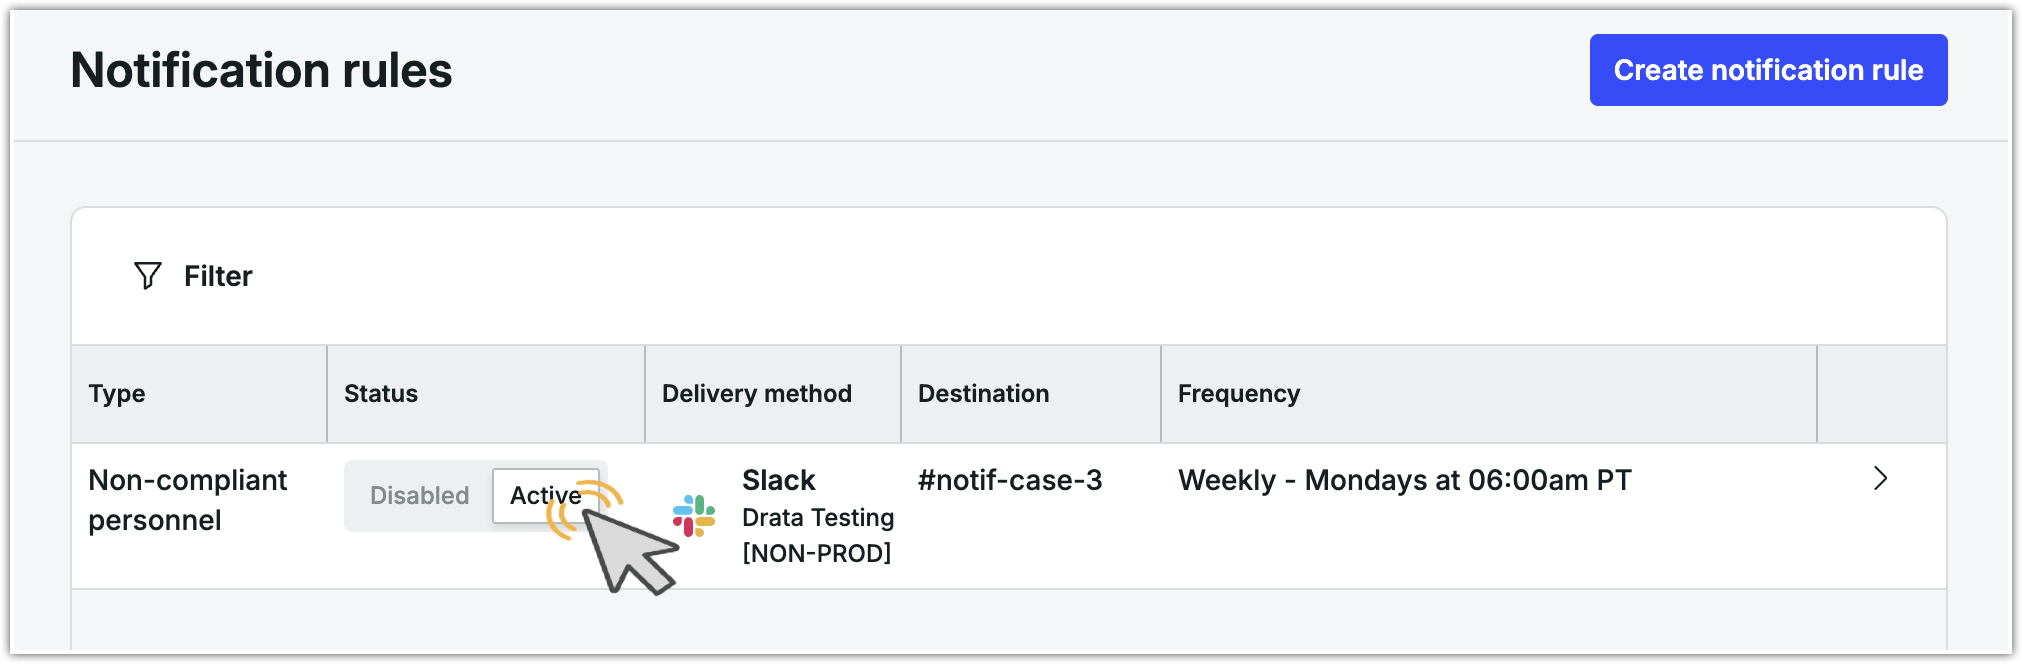 Notification rules
Create notification rule
Filter
Type
Status
Delivery method
Destination
Frequency
Non-compliant
personnel
Disabled
Active
Slack
Drata Testing
[NON-PROD]
#notif-case-3
Weekly - Mondays at 06:00am PT